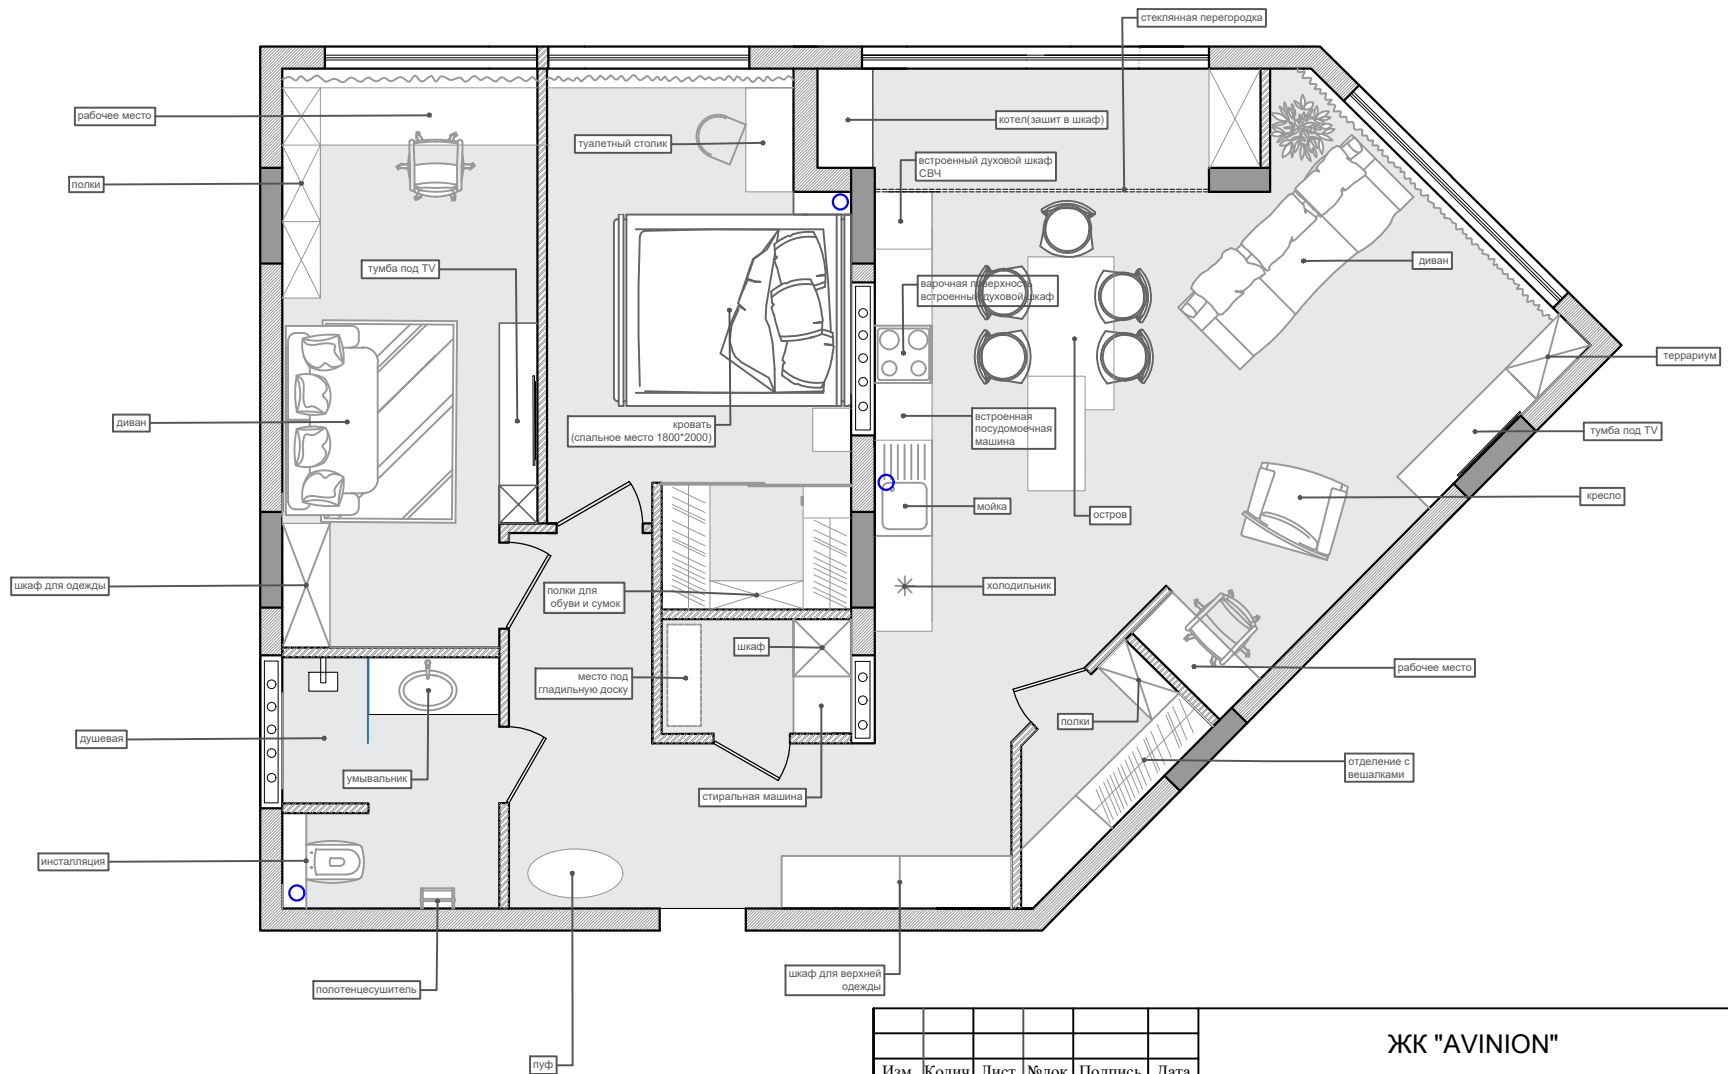 стеклянная перегородка
рабочее место
котел(зашит в шкаф)
туалетный столик
встроенный духовой шкаф
СВЧ
полки
диван
тумба под TV
варочная поверхность
встроенный духовой шкаф
террариум
диван
кровать
(спальное место 1800*2000)
встроенная
посудомоечная
машина
тумба под TV
кресло
мойка
остров
шкаф для одежды
полки для
обуви и сумок
холодильник
шкаф
место под
гладильную доску
рабочее место
полки
душевая
умывальник
стиральная машина
отделение с
вешалками
инсталляция
полотенцесушитель
шкаф для верхней
одежды
пуф
ЖК "AVINION"
Изм. Колич Лист №док Подпись Дата